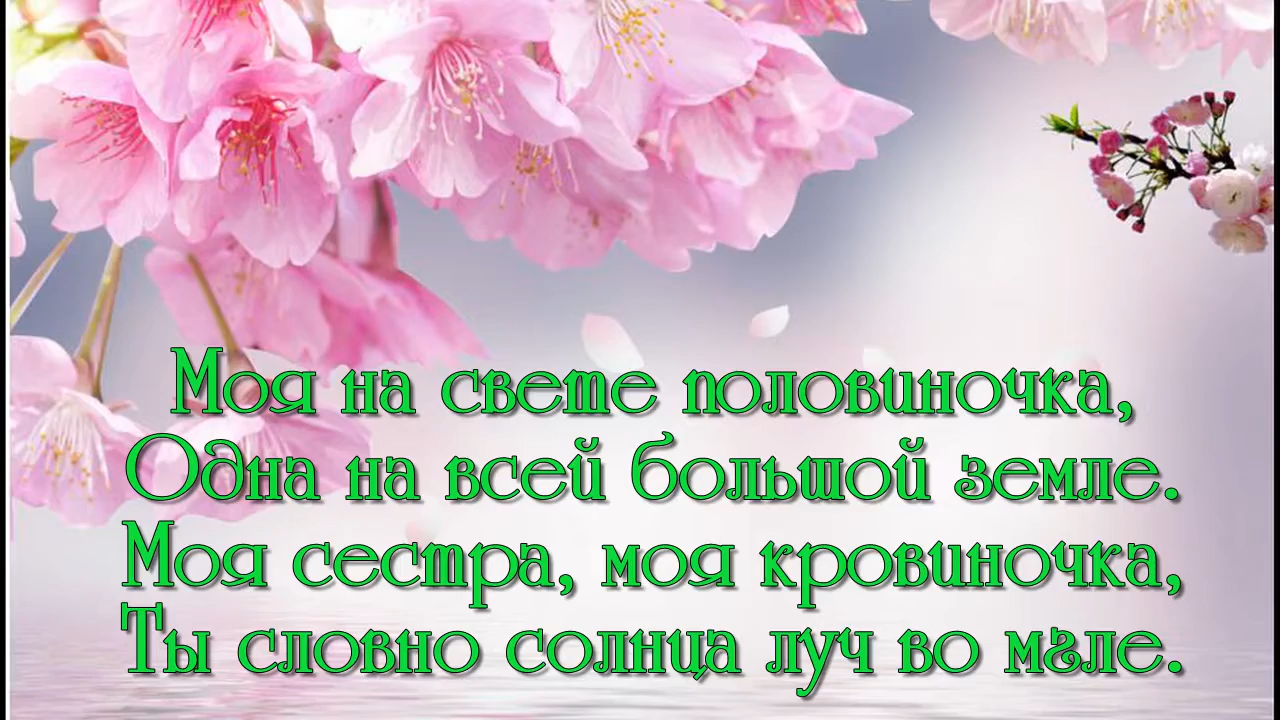 Моя на свете половиночка,
Одна на всей большой земле.
Моя сестра, моя кровиночка,
Ты словно солнца луч во мгле.